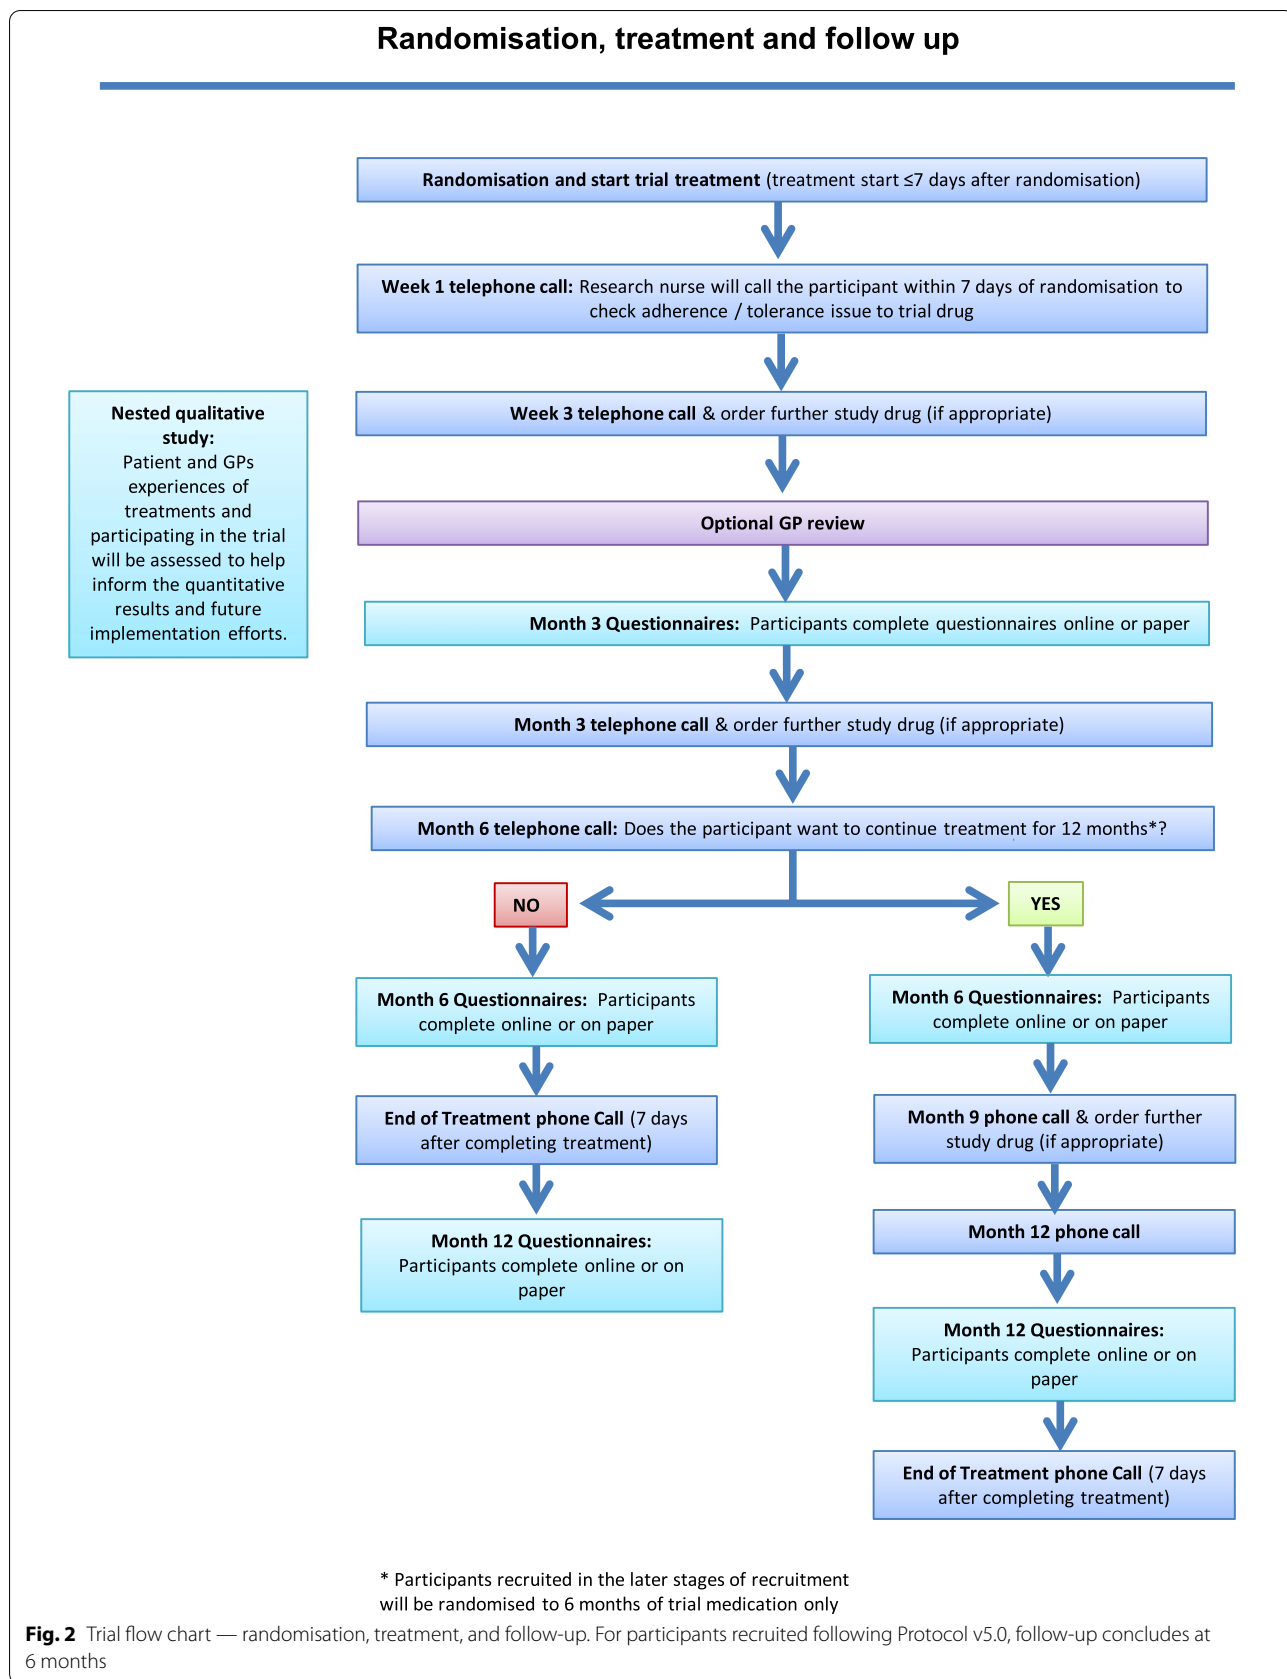 Randomisation, treatment and follow up
Randomisation and start trial treatment (treatment start ≤7 days after randomisation)
Week 1 telephone call: Research nurse will call the participant within 7 days of randomisation to
check adherence / tolerance issue to trial drug
Week 3 telephone call & order further study drug (if appropriate)
Nested qualitative
study:
Patient and GPs
experiences of
treatments and
participating in the trial
will be assessed to help
inform the quantitative
results and future
implementation efforts.
Optional GP review
Month 3 Questionnaires: Participants complete questionnaires online or paper
Month 3 telephone call & order further study drug (if appropriate)
Month 6 telephone call: Does the participant want to continue treatment for 12 months*?
NO
YES
Month 6 Questionnaires: Participants
complete online or on paper
End of Treatment phone Call (7 days
after completing treatment)
Month 12 Questionnaires:
Participants complete online or on
paper
Month 6 Questionnaires: Participants
complete online or on paper
Month 9 phone call & order further
study drug (if appropriate)
Month 12 phone call
Month 12 Questionnaires:
Participants complete online or on
paper
End of Treatment phone Call (7 days
after completing treatment)
* Participants recruited in the later stages of recruitment
will be randomised to 6 months of trial medication only
Fig. 2 Trial flow chart — randomisation, treatment, and follow-up. For participants recruited following Protocol v5.0, follow-up concludes at
6 months